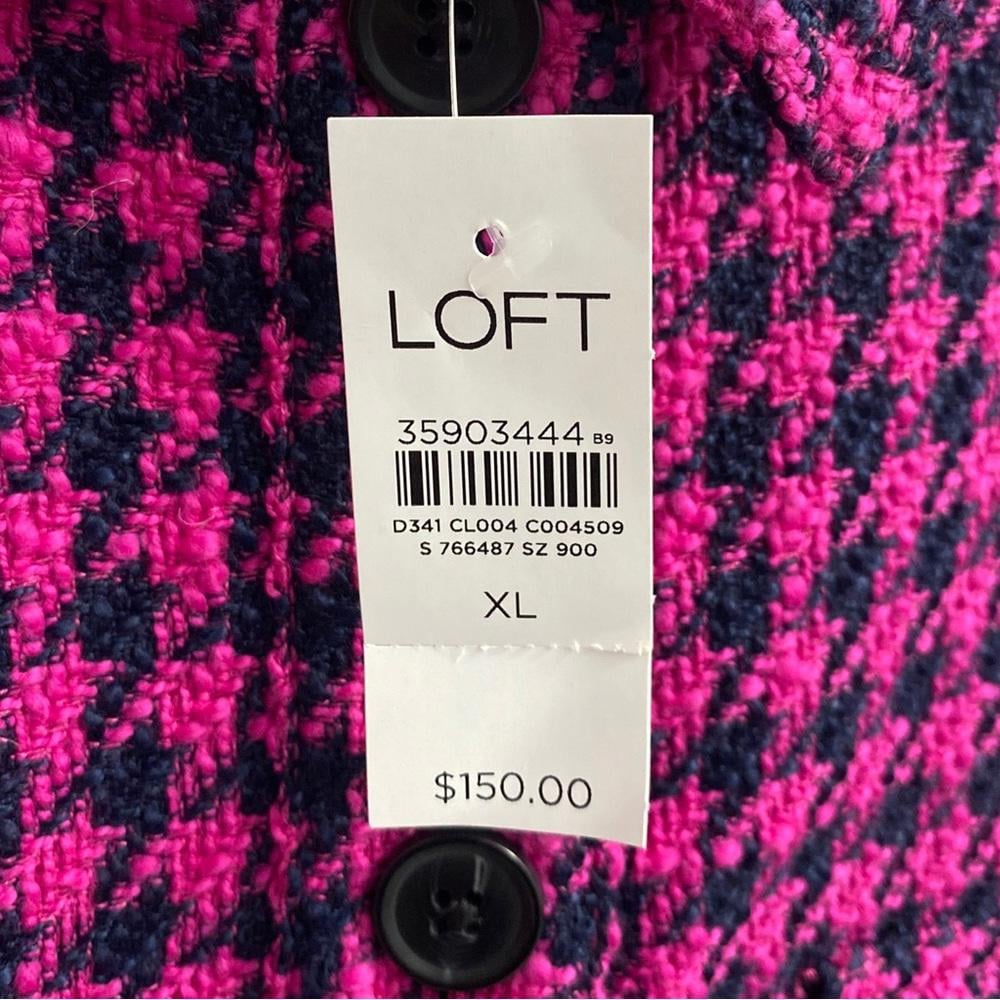 LOFT
35903444 B9
D341 CL004 C004509
S 766487 SZ 900
XL
$150.00